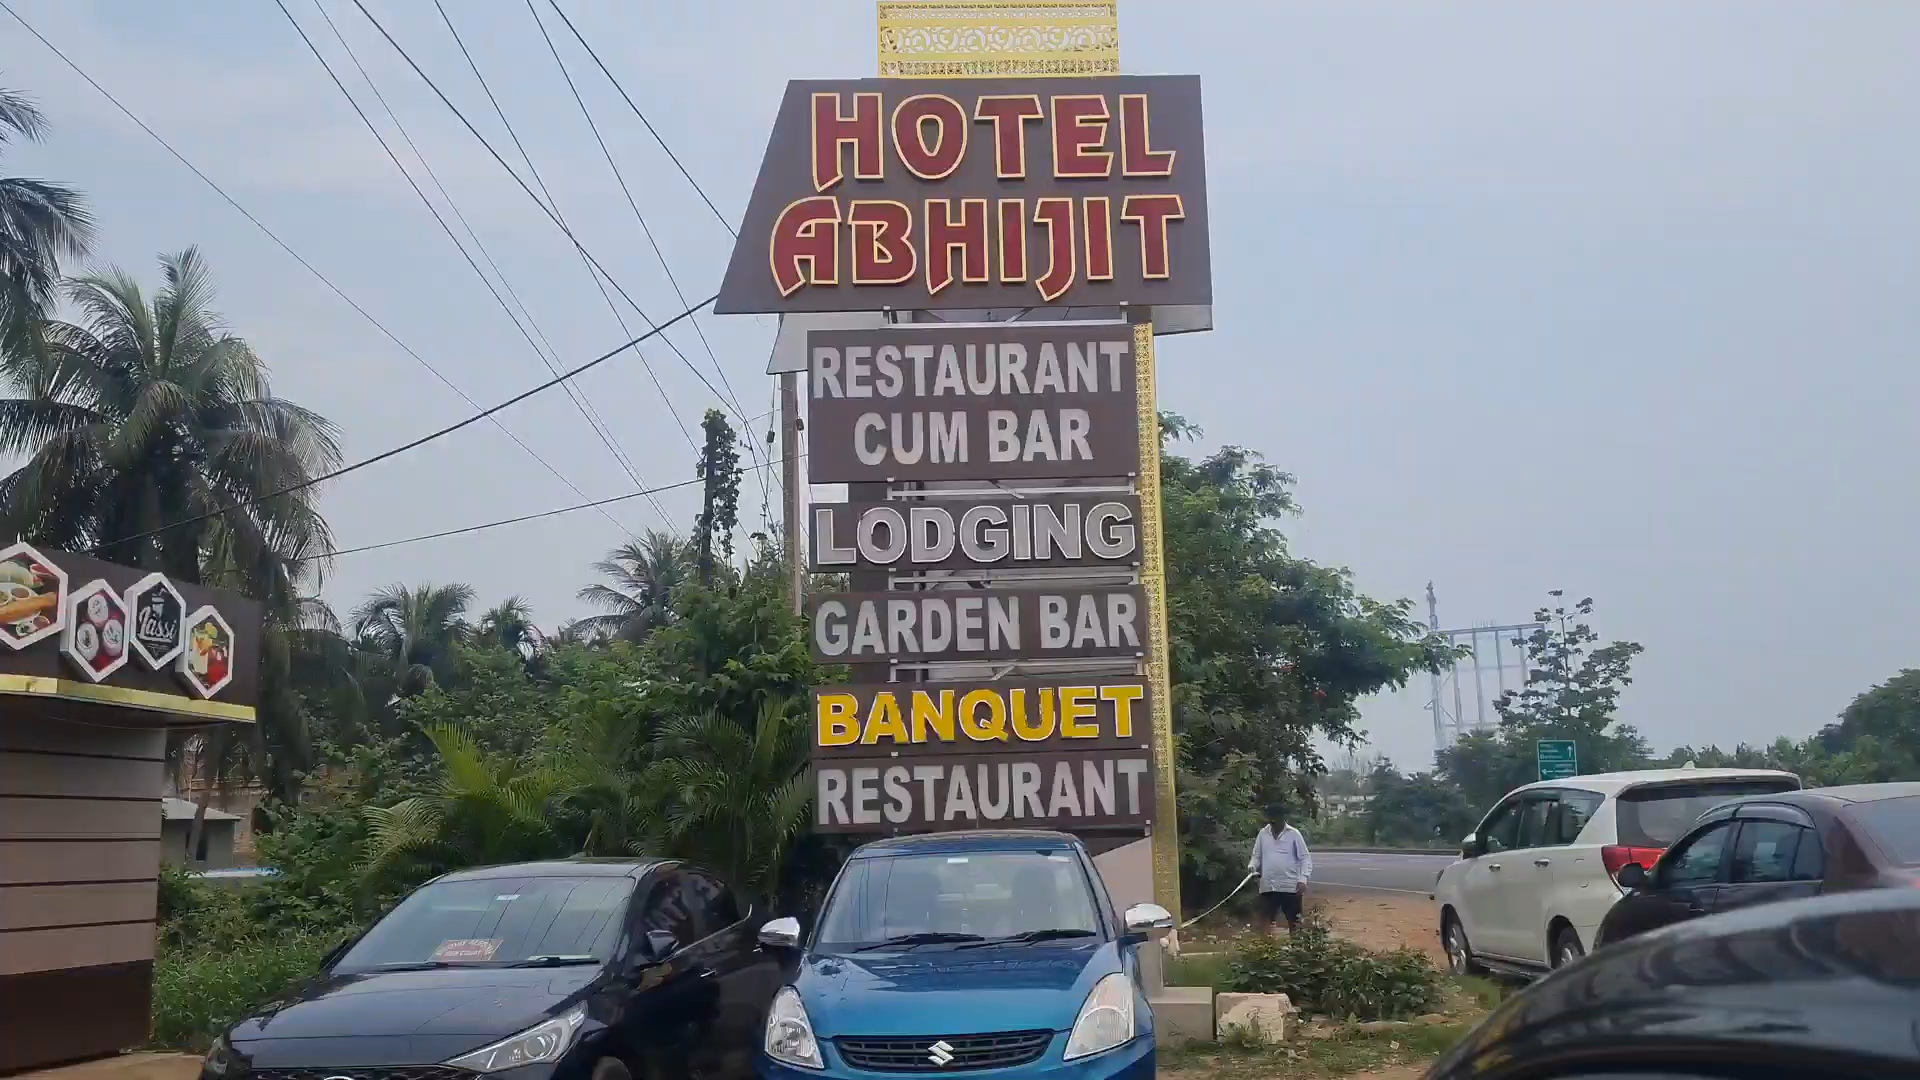 HOTEL
ABHIJIT
RESTAURANT
CUM BAR
LODGING
GARDEN BAR
BANQUET
RESTAURANT
Lassi